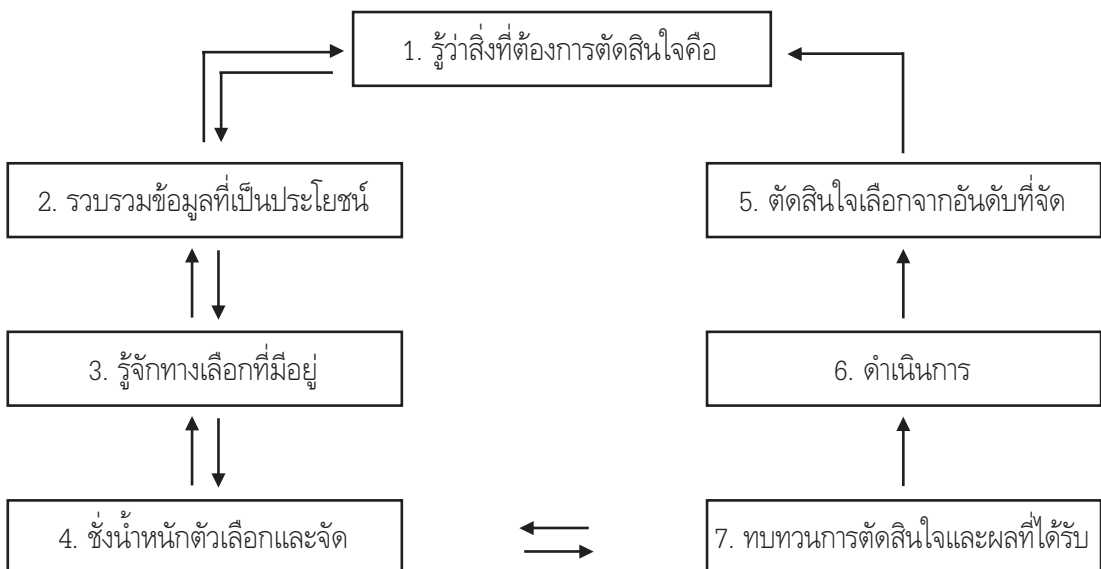 1. รู้ว่าสิ่งที่ต้องการตัดสินใจคือ
2. รวบรวมข้อมูลที่เป็นประโยชน์
5. ตัดสินใจเลือกจากอันดับที่จัด
3. รู้จักทางเลือกที่มีอยู่
6. ดำเนินการ
4. ชั่งน้ำหนักตัวเลือกและจัด
7. ทบทวนการตัดสินใจและผลที่ได้รับ